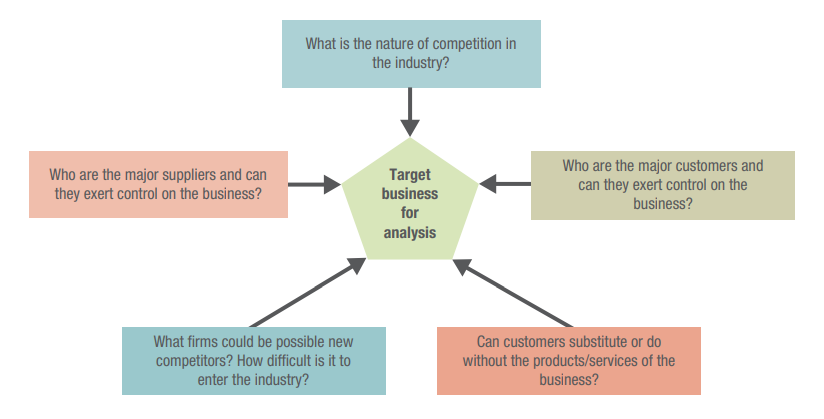 What is the nature of competition in
the industry?
Who are the major suppliers and can
they exert control on the business?
Target
business
for
analysis
Who are the major customers and
can they exert control on the
business?
What firms could be possible new
competitors? How difficult is it to
enter the industry?
Can customers substitute or do
without the products/services of the
business?